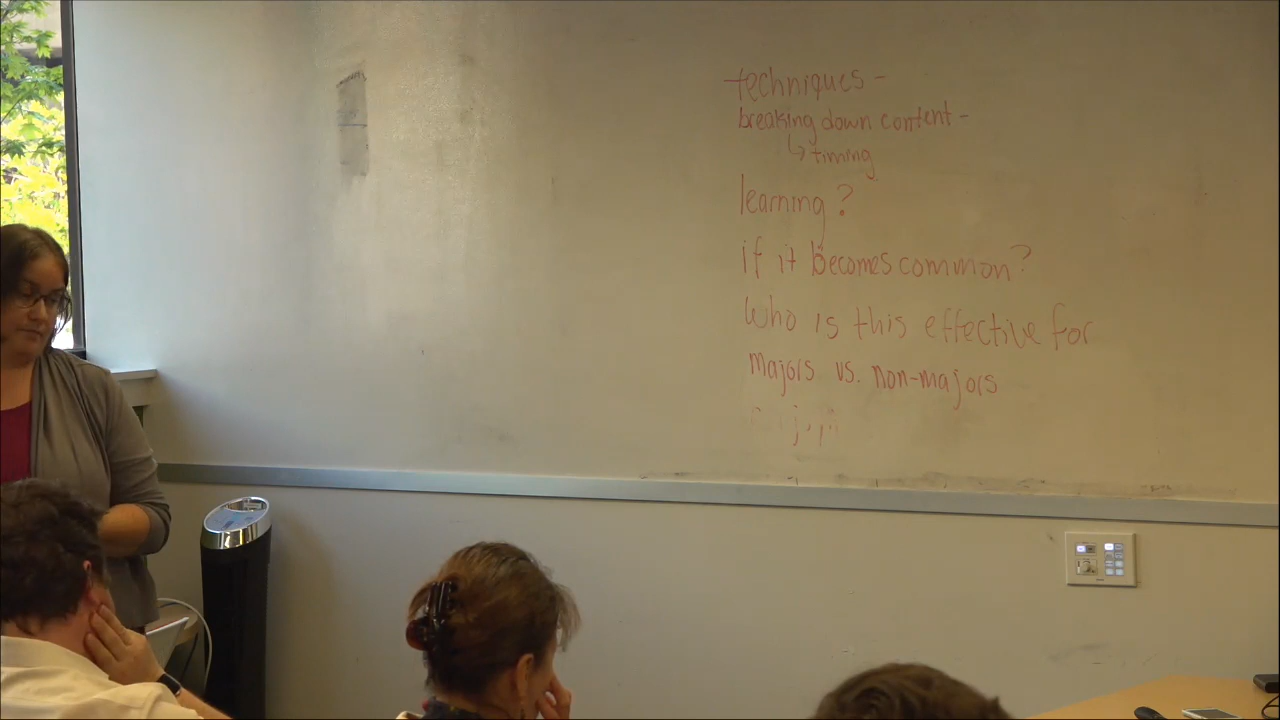 techniques -
breaking down content -
↳ timing
learning?
if it becomes common?
Who is this effective for
majors vs. non-majors